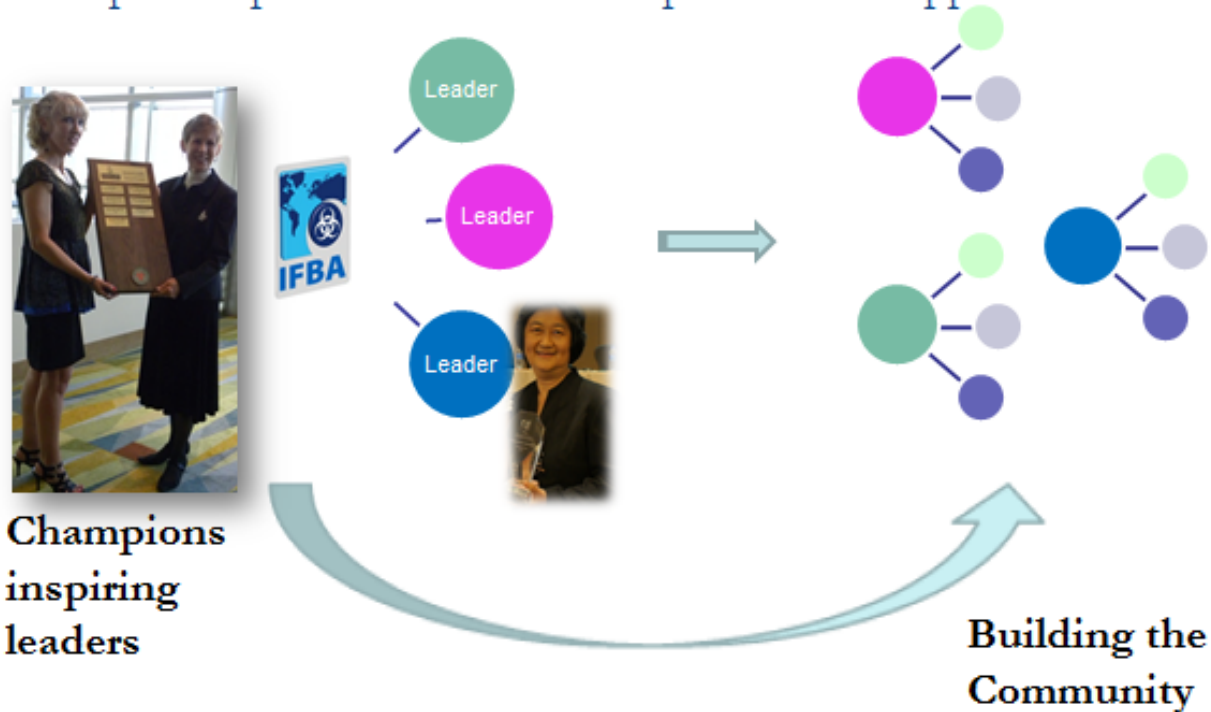 Leader
Leader
IFBA
Leader
Champions
inspiring
leaders
Building the
Community